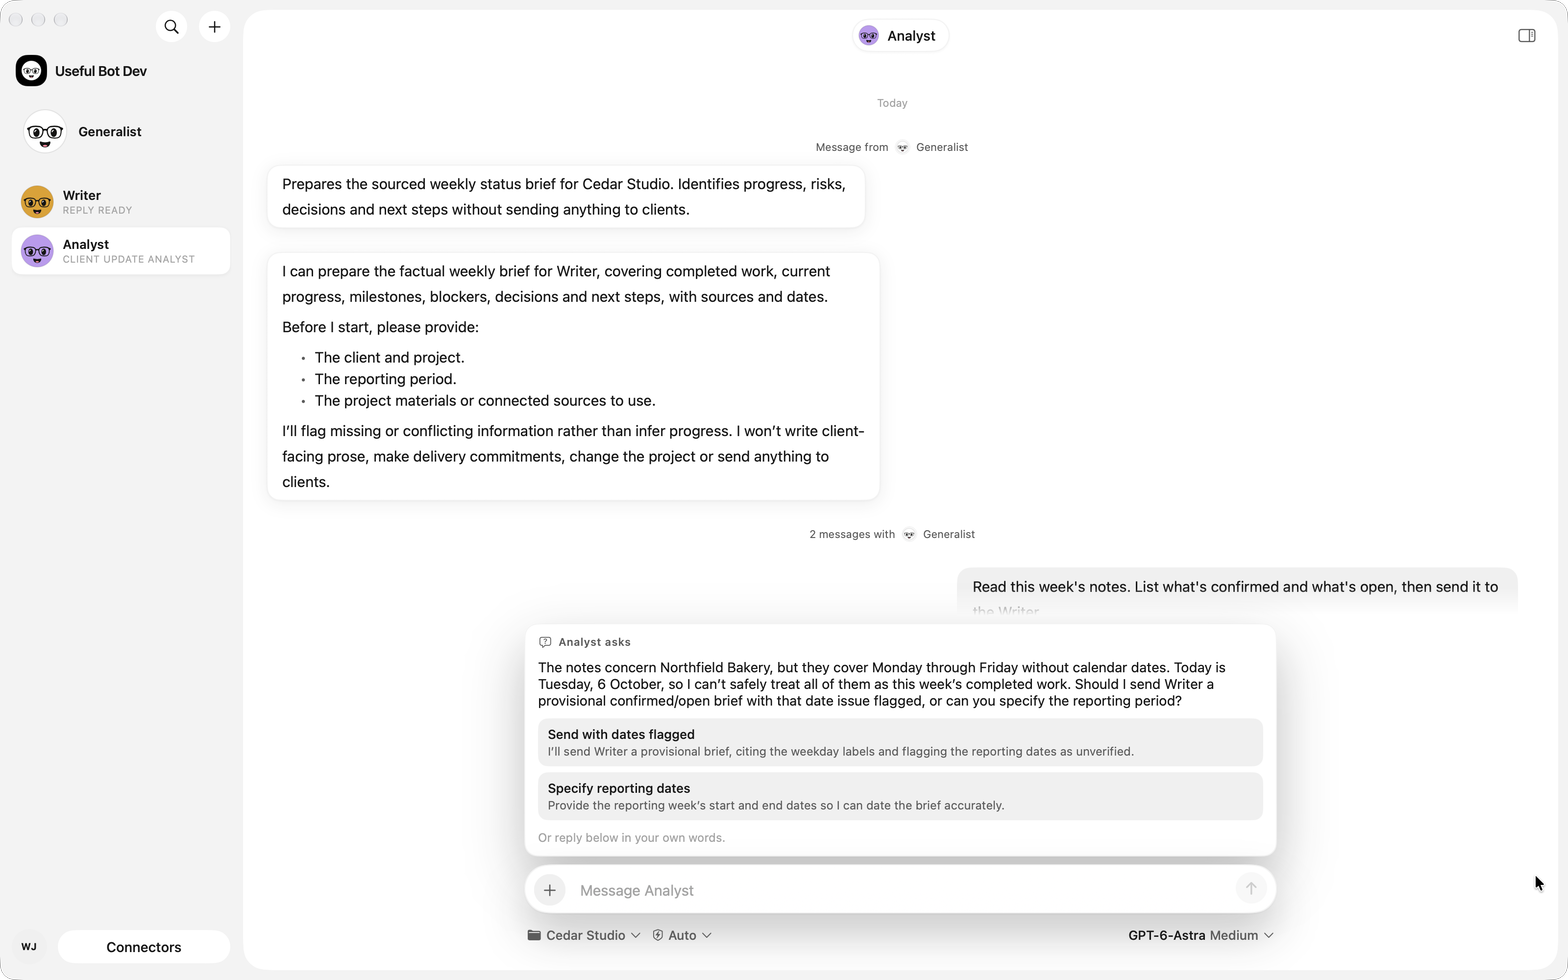 Useful Bot Dev
Generalist
Writer
REPLY READY
Analyst
CLIENT UPDATE ANALYST
WJ
Connectors
Analyst
Today
Message from Generalist
Prepares the sourced weekly status brief for Cedar Studio. Identifies progress, risks,
decisions and next steps without sending anything to clients.
I can prepare the factual weekly brief for Writer, covering completed work, current
progress, milestones, blockers, decisions and next steps, with sources and dates.
Before I start, please provide:
• The client and project.
• The reporting period.
• The project materials or connected sources to use.
I’ll flag missing or conflicting information rather than infer progress. I won’t write client-
facing prose, make delivery commitments, change the project or send anything to
clients.
2 messages with Generalist
Read this week's notes. List what's confirmed and what's open, then send it to
the Writer
Analyst asks
The notes concern Northfield Bakery, but they cover Monday through Friday without calendar dates. Today is
Tuesday, 6 October, so I can’t safely treat all of them as this week’s completed work. Should I send Writer a
provisional confirmed/open brief with that date issue flagged, or can you specify the reporting period?
Send with dates flagged
I’ll send Writer a provisional brief, citing the weekday labels and flagging the reporting dates as unverified.
Specify reporting dates
Provide the reporting week’s start and end dates so I can date the brief accurately.
Or reply below in your own words.
Message Analyst
Cedar Studio
Auto
GPT-6-Astra Medium